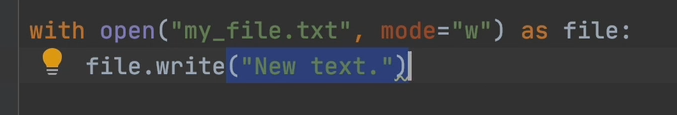 with open("my_file.txt", mode="w") as file:
    file.write("New text.")